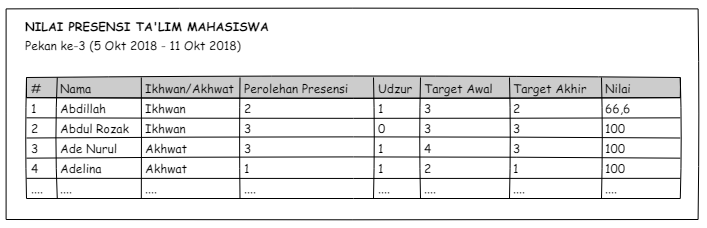 NILAI PRESENSI TA'LIM MAHASISWA
Pekan ke-3 (5 Okt 2018 - 11 Okt 2018)
# Nama Ikhwan/Akhwat Perolehan Presensi Udzur Target Awal Target Akhir Nilai
1 Abdillah Ikhwan 2 1 3 2 66,6
2 Abdul Rozak Ikhwan 3 0 3 3 100
3 Ade Nurul Akhwat 3 1 4 3 100
4 Adelina Akhwat 1 1 2 1 100
.... .... .... .... .... .... .... ....